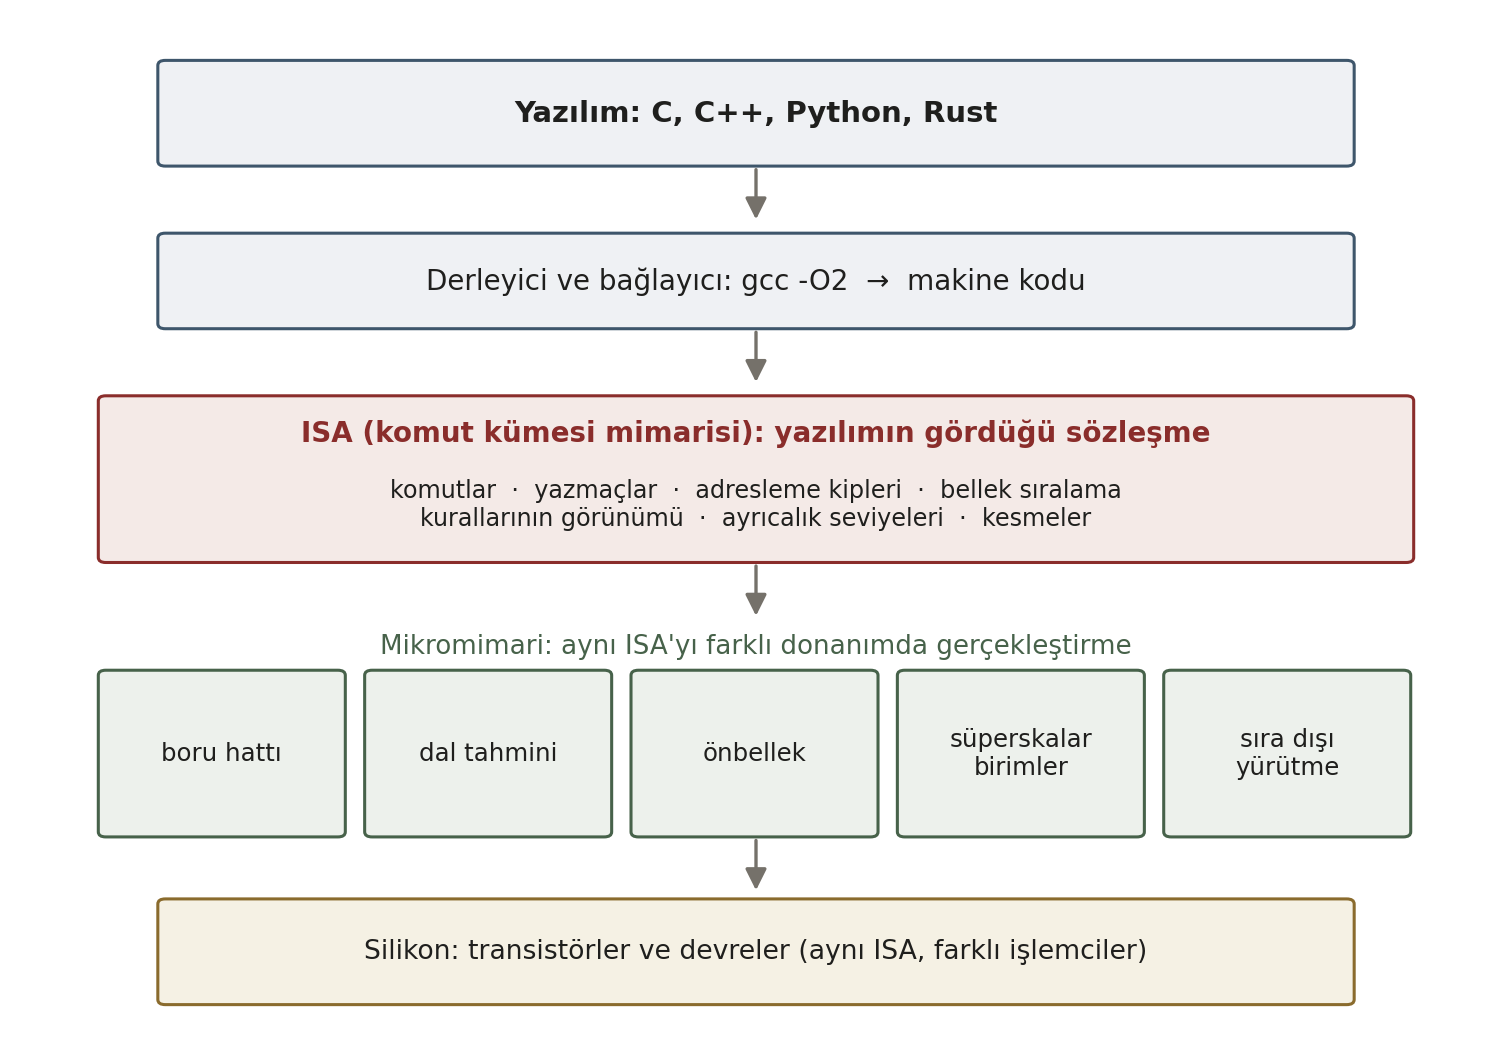 Yazılım: C, C++, Python, Rust
Derleyici ve bağlayıcı: gcc -O2 → makine kodu
ISA (komut kümesi mimarisi): yazılımın gördüğü sözleşme
komutlar · yazmaçlar · adresleme kipleri · bellek sıralama
kurallarının görünümü · ayrıcalık seviyeleri · kesmeler
Mikromimari: aynı ISA'yı farklı donanımda gerçekleştirme
boru hattı
dal tahmini
önbellek
süperskalar
birimler
sıra dışı
yürütme
Silikon: transistörler ve devreler (aynı ISA, farklı işlemciler)